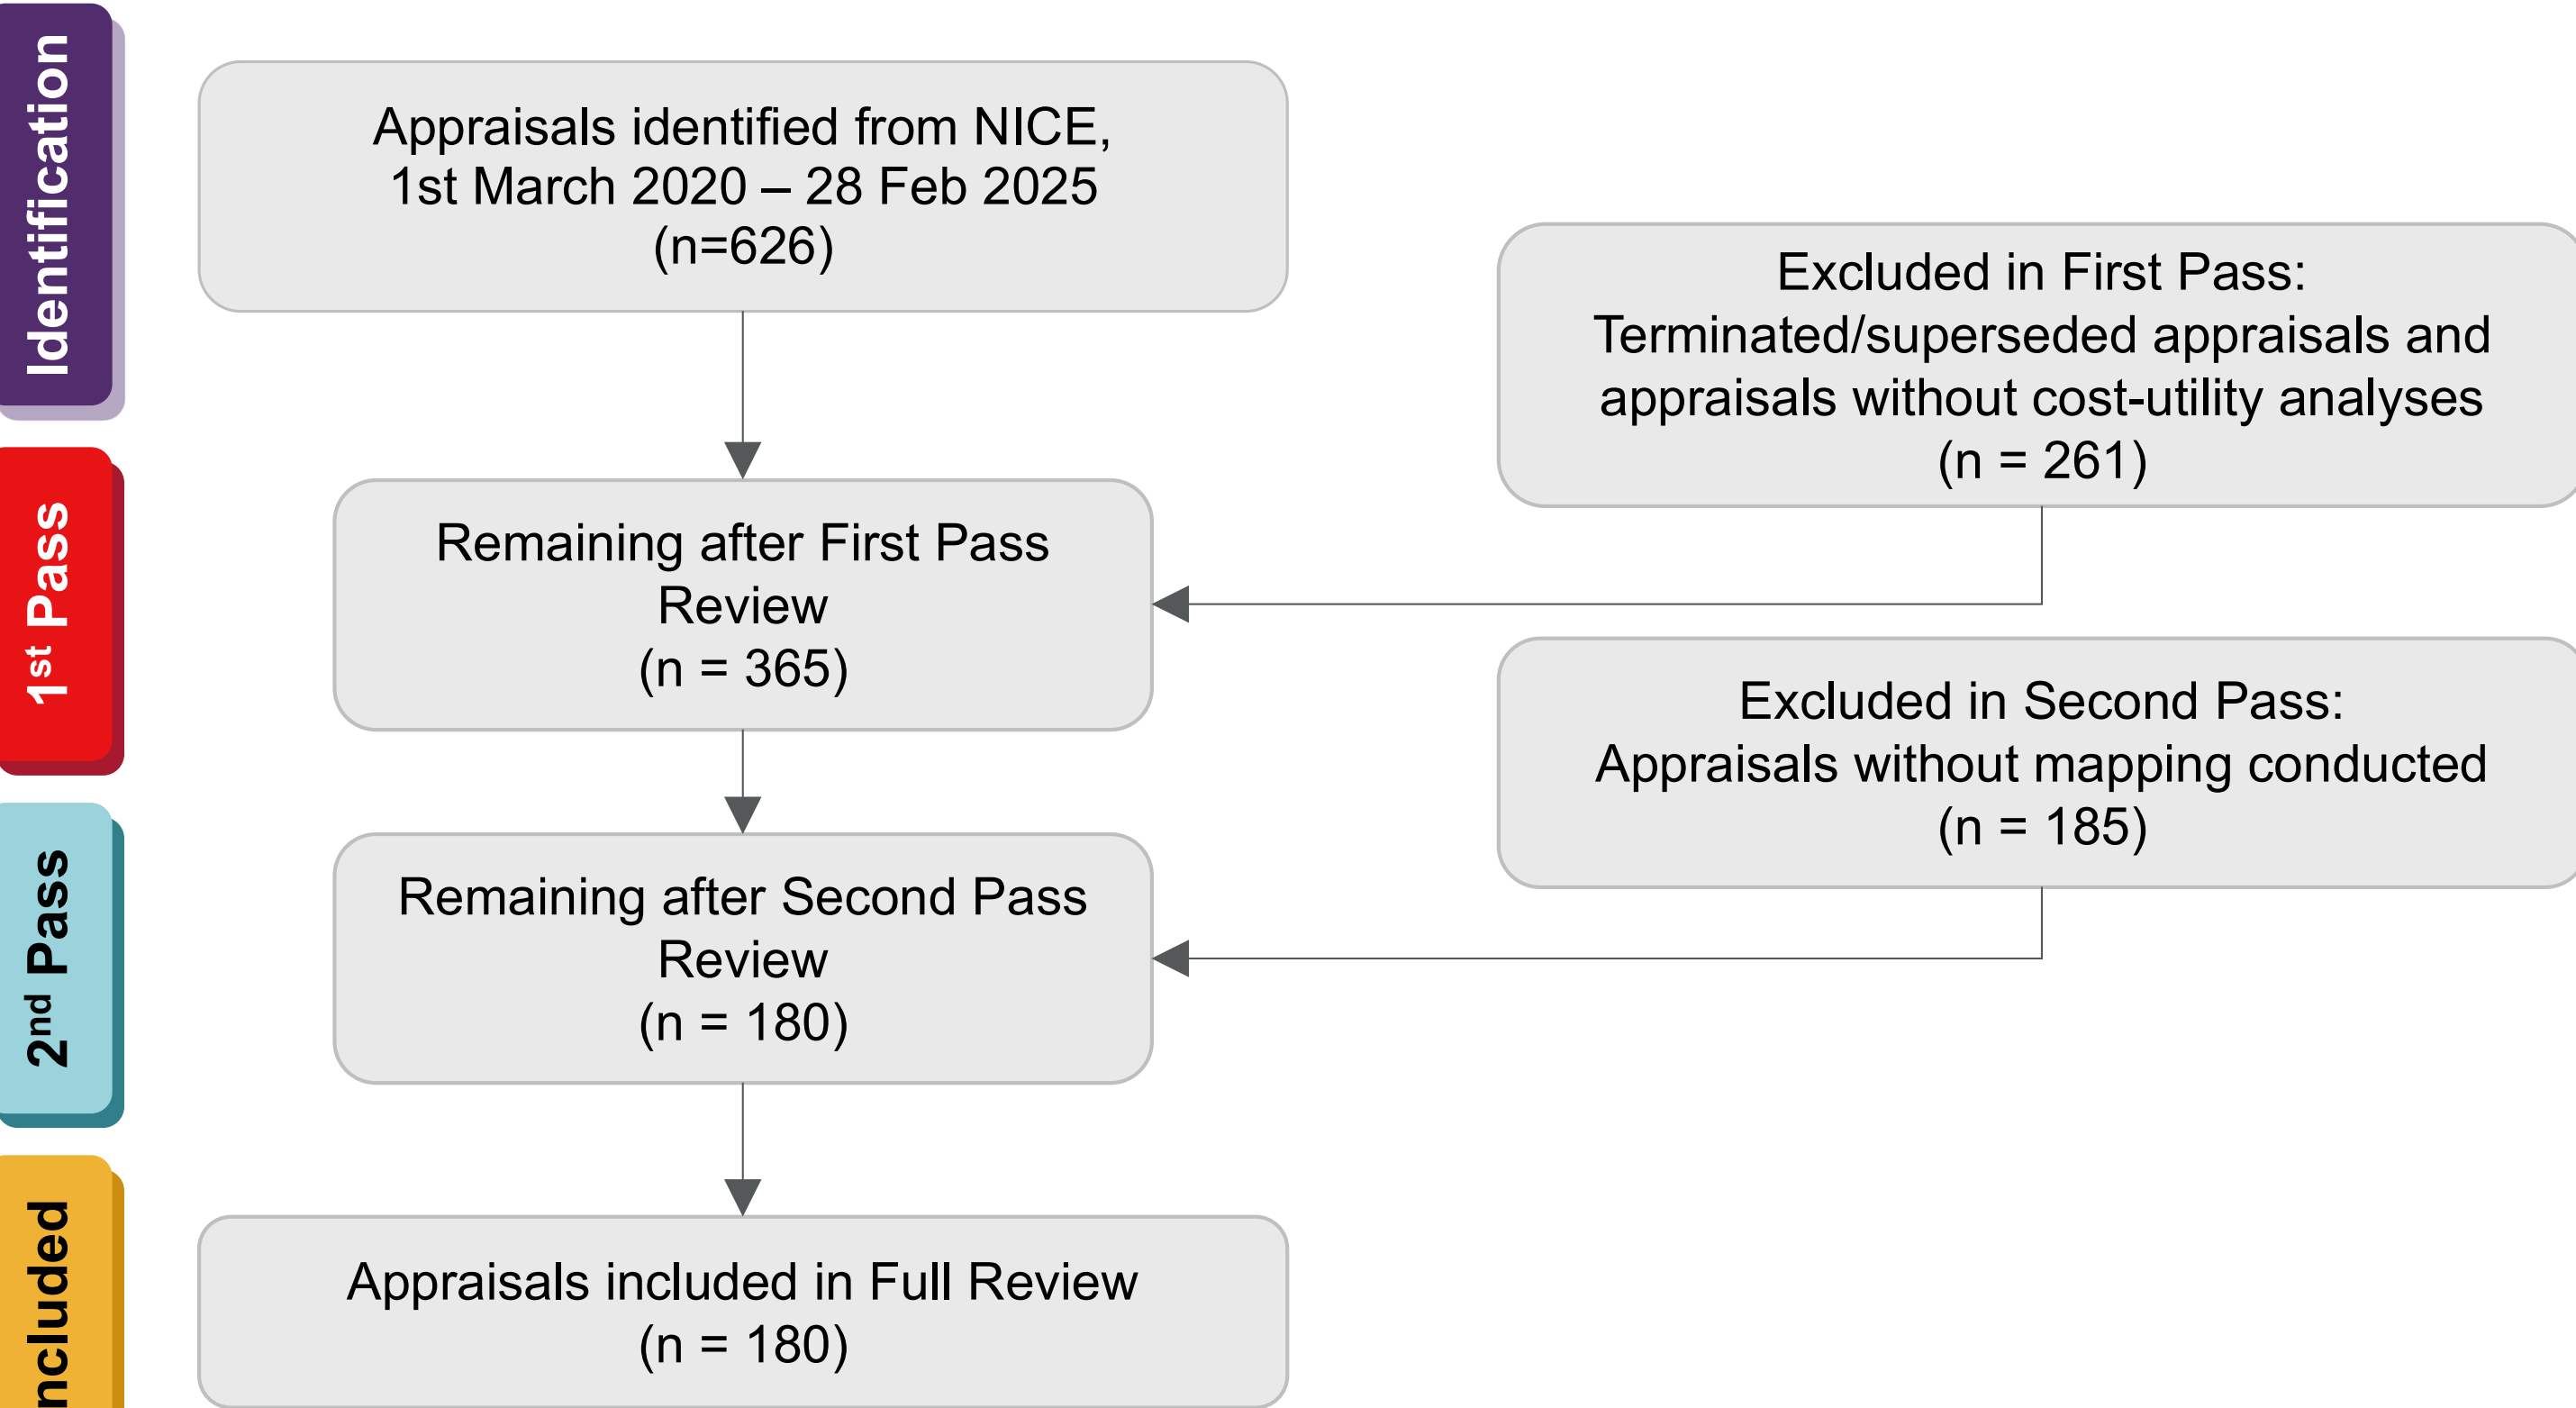 Identification
Appraisals identified from NICE,
1st March 2020 – 28 Feb 2025
(n=626)
Excluded in First Pass:
Terminated/superseded appraisals and
appraisals without cost-utility analyses
(n = 261)
1st Pass
Remaining after First Pass
Review
(n = 365)
Excluded in Second Pass:
Appraisals without mapping conducted
(n = 185)
2nd Pass
Remaining after Second Pass
Review
(n = 180)
ncluded
Appraisals included in Full Review
(n = 180)